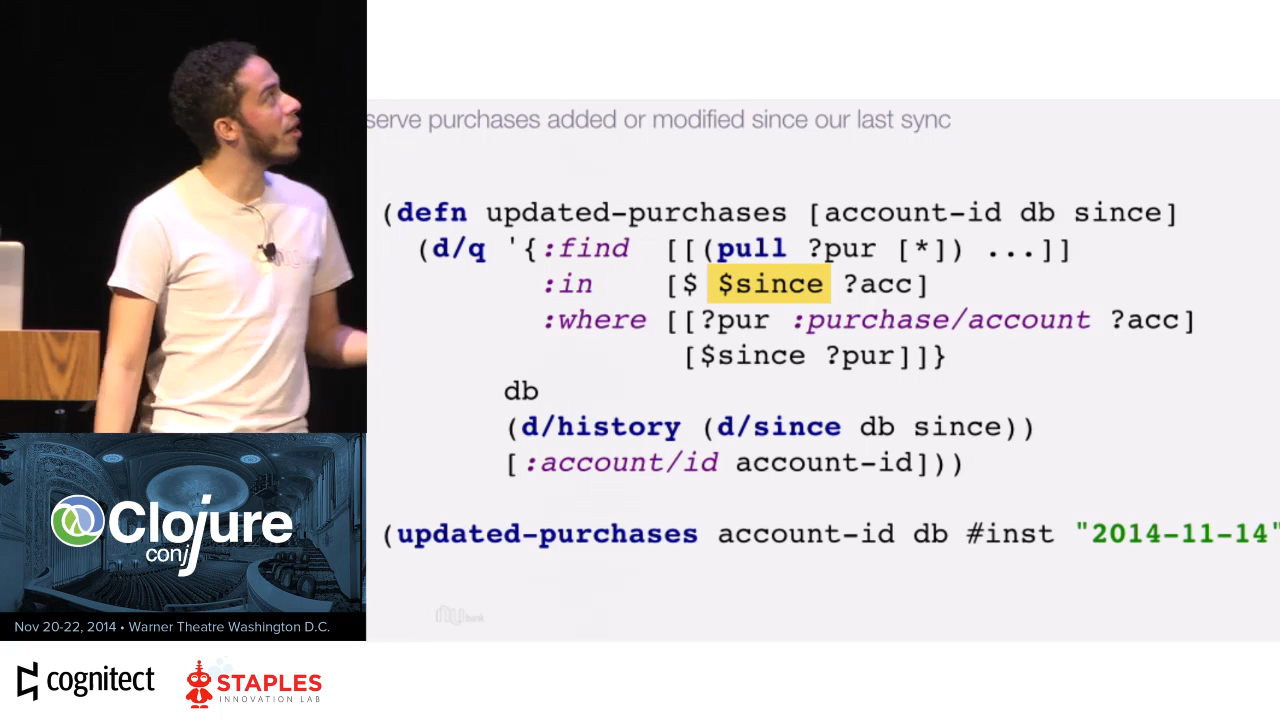 serve purchases added or modified since our last sync
(defn updated-purchases [account-id db since]
(d/q '{:find [[(pull ?pur [*]) ...]]
:in [$ $since ?acc]
:where [[?pur :purchase/account ?acc]
[$since ?pur]]}
db
(d/history (d/since db since))
[:account/id account-id]))
(updated-purchases account-id db #inst "2014-11-14"
nu bank
Clojure
conj
Nov 20-22, 2014 • Warner Theatre Washington D.C.
cognitect
STAPLES
INNOVATION LAB